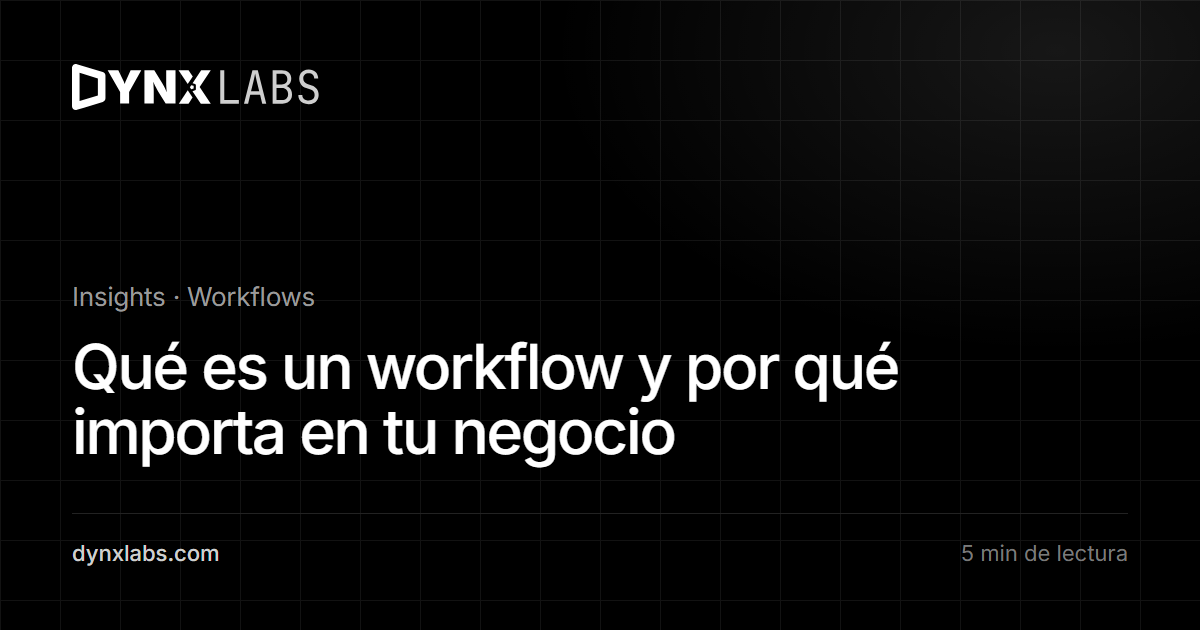 DYNX LABS
Insights · Workflows
Qué es un workflow y por qué
importa en tu negocio
dynxlabs.com
5 min de lectura